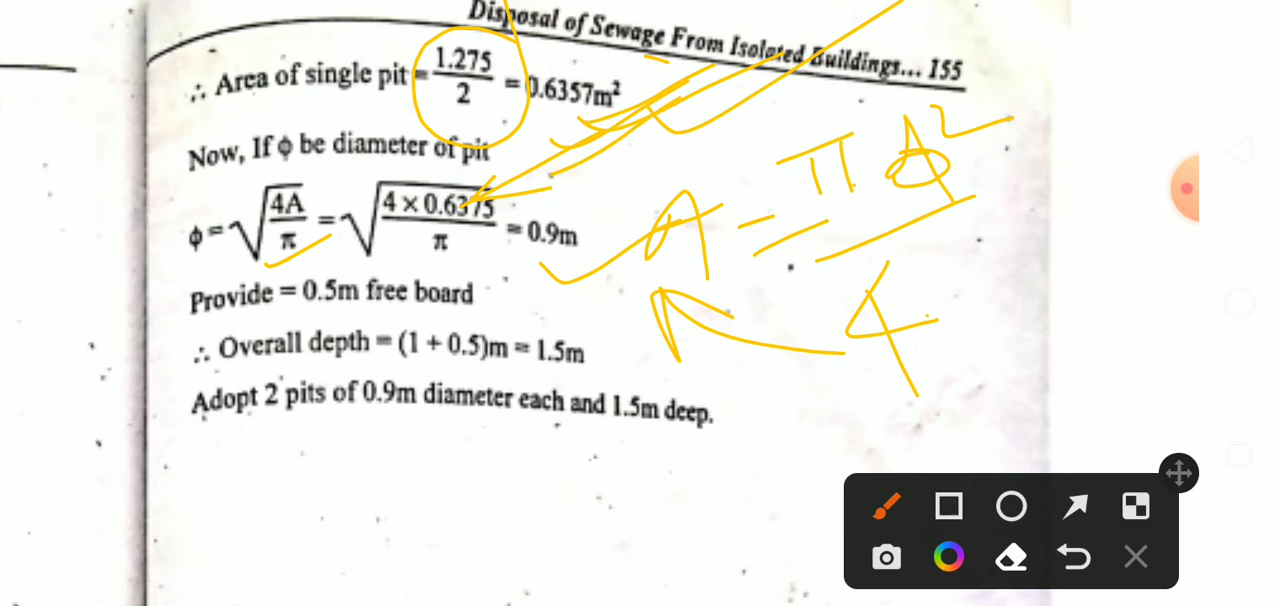 Disposal of Sewage From Isolated Buildings... 155
∴ Area of single pit = 1.275/2 = 0.6357m²
Now, If ϕ be diameter of pit
ϕ = √(4A/π) = √(4 × 0.6375/π) = 0.9m
A = πϕ²/4
Provide = 0.5m free board
∴ Overall depth = (1 + 0.5)m = 1.5m
Adopt 2 pits of 0.9m diameter each and 1.5m deep.